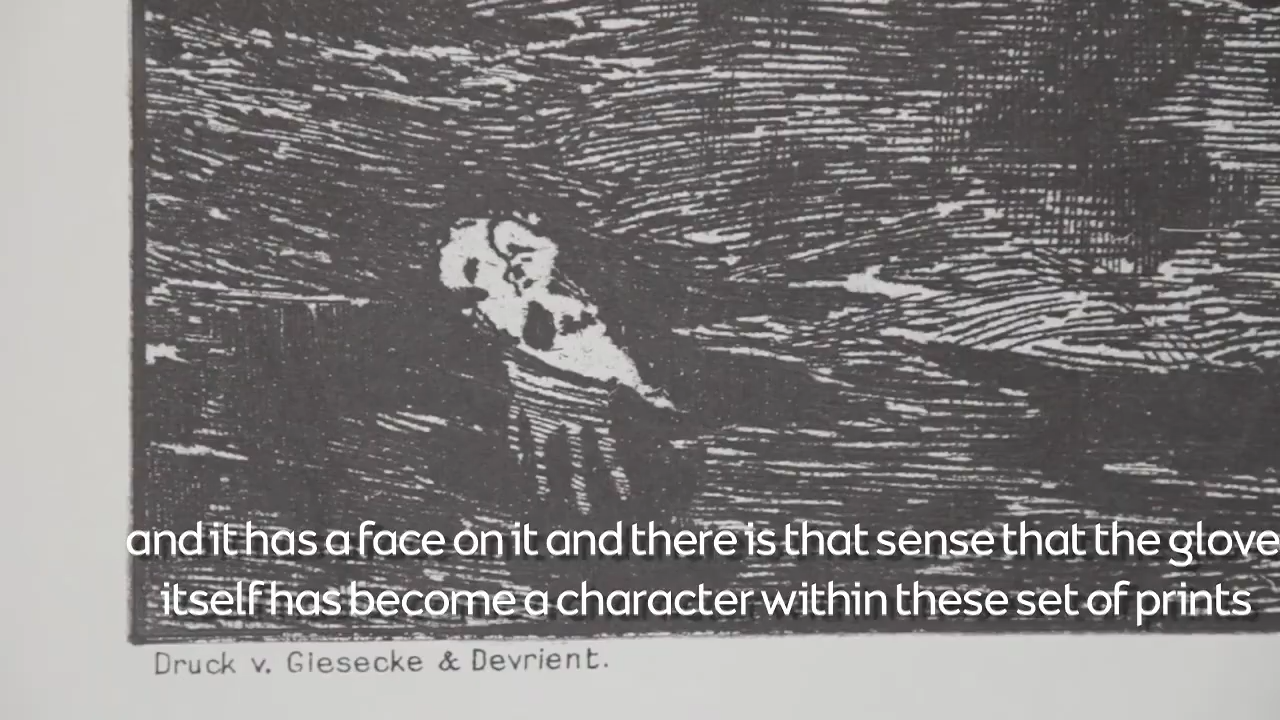 and it has a face on it and there is that sense that the glove
itself has become a character within these set of prints
Druck v. Giesecke & Devrient.